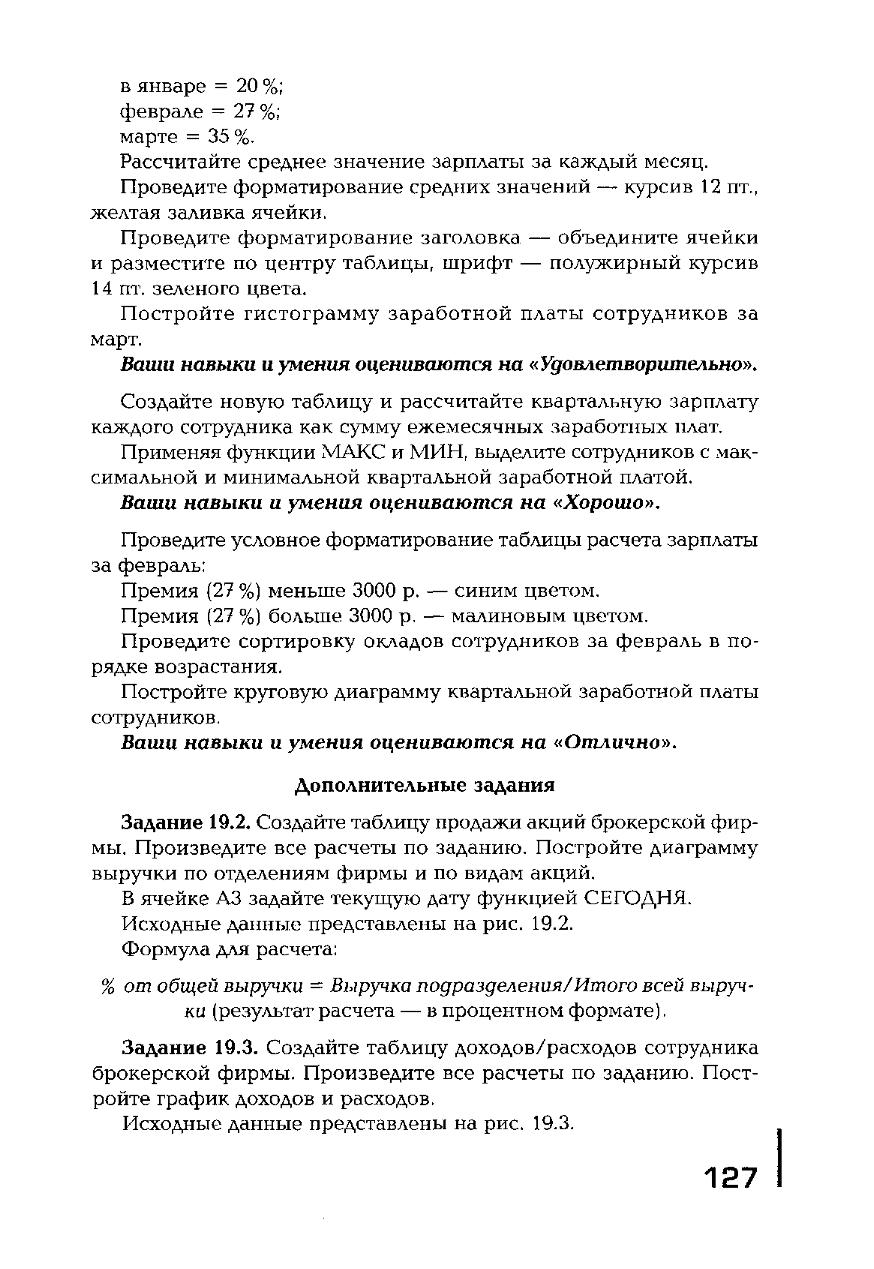 в январе = 20 %;
феврале = 27 %;
марте = 35 %.
Рассчитайте среднее значение зарплаты за каждый месяц.
Проведите форматирование средних значений — курсив 12 пт.,
желтая заливка ячейки.
Проведите форматирование заголовка — объедините ячейки
и разместите по центру таблицы, шрифт — полужирный курсив
14 пт. зеленого цвета.
Постройте гистограмму заработной платы сотрудников за
март.
Ваши навыки и умения оцениваются на «Удовлетворительно».
Создайте новую таблицу и рассчитайте квартальную зарплату
каждого сотрудника как сумму ежемесячных заработных плат.
Применяя функции МАКС и МИН, выделите сотрудников с мак-
симальной и минимальной квартальной заработной платой.
Ваши навыки и умения оцениваются на «Хорошо».
Проведите условное форматирование таблицы расчета зарплаты
за февраль:
Премия (27 %) меньше 3000 р. — синим цветом.
Премия (27 %) больше 3000 р. — малиновым цветом.
Проведите сортировку окладов сотрудников за февраль в по-
рядке возрастания.
Постройте круговую диаграмму квартальной заработной платы
сотрудников.
Ваши навыки и умения оцениваются на «Отлично».
Дополнительные задания
Задание 19.2. Создайте таблицу продажи акций брокерской фир-
мы. Произведите все расчеты по заданию. Постройте диаграмму
выручки по отделениям фирмы и по видам акций.
В ячейке А3 задайте текущую дату функцией СЕГОДНЯ.
Исходные данные представлены на рис. 19.2.
Формула для расчета:
% от общей выручки = Выручка подразделения/Итого всей выруч-
ки (результат расчета — в процентном формате).
Задание 19.3. Создайте таблицу доходов/расходов сотрудника
брокерской фирмы. Произведите все расчеты по заданию. Пост-
ройте график доходов и расходов.
Исходные данные представлены на рис. 19.3.
127